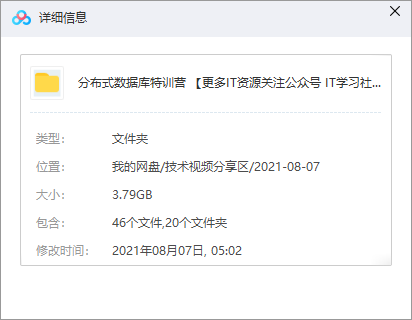 详细信息
分布式数据库特训营 【更多IT资源关注公众号 IT学习社...
类型: 文件夹
位置: 我的网盘/技术视频分享区/2021-08-07
大小: 3.79GB
包含: 46个文件,20个文件夹
修改时间: 2021年08月07日, 05:02